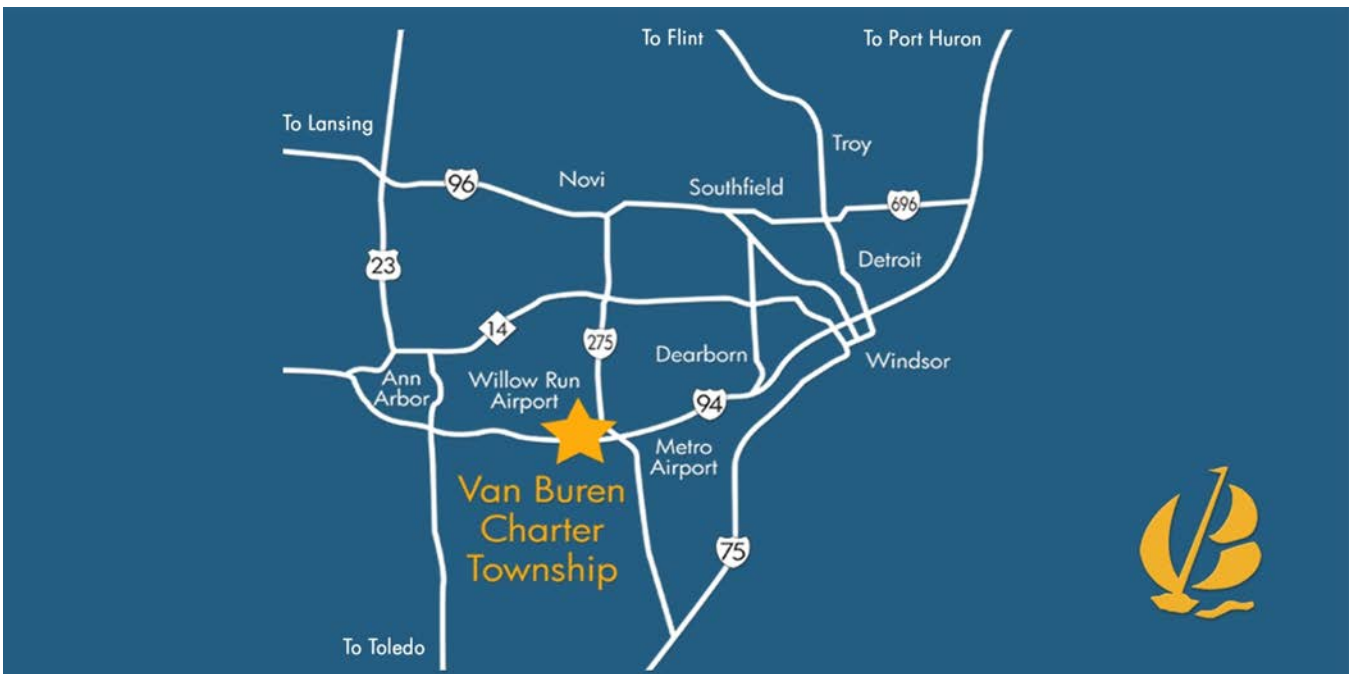 To Flint
To Port Huron
To Lansing
Troy
96
Novi
Southfield
696
23
Detroit
14
275
Dearborn
Windsor
Ann
Arbor
Willow Run
Airport
94
Metro
Airport
Van Buren
Charter
Township
75
To Toledo
VB